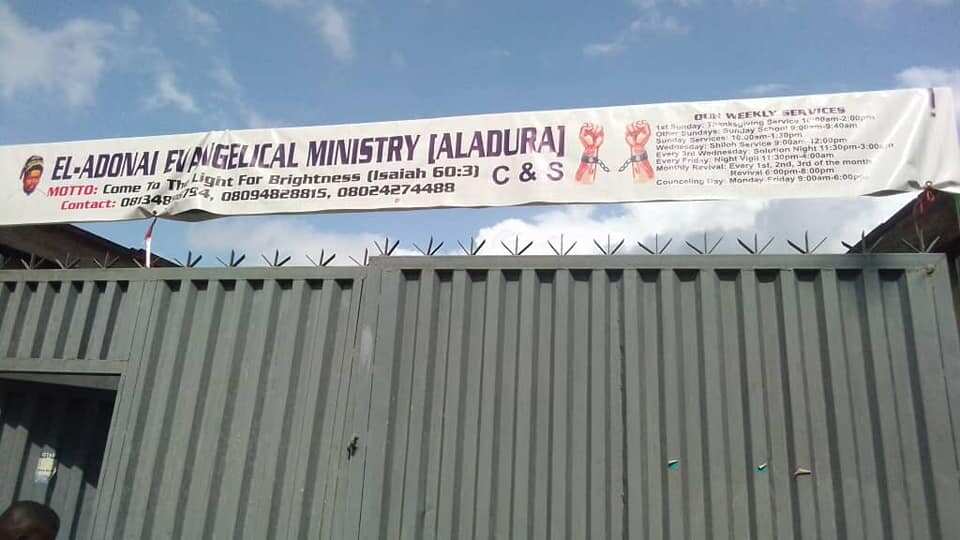 EL-ADONAI EVANGELICAL MINISTRY [ALADURA]
MOTTO: Come To The Light For Brightness (Isaiah 60:3)
C & S
Contact: 08094828815, 08024274488
OUR WEEKLY SERVICES
1st Sunday: Thanksgiving Service 10:00am-2:00pm
Other Sundays: Sunday School 9:00am-9:40am
Sunday Services: 10.00am-1:30pm
Wednesday: Shiloh Service 9:00am- 12:00pm
Every 3rd Wednesday: Solution Night 11:30pm-3:00am
Every Friday: Night Vigil 11:30pm-4:00am
Monthly Revival: Every 1st, 2nd, 3rd of the month
Revival 6:00pm-8:00pm
Counceling Day: Monday-Friday 9:00am-6:00pm